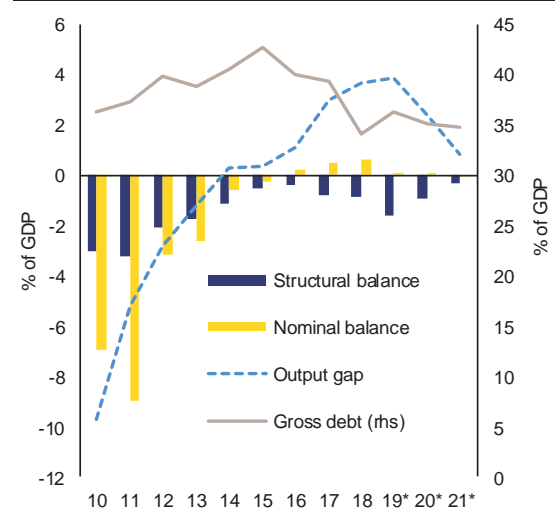 6
4
2
0
-2
-4
-6
-8
-10
-12
% of GDP
45
40
35
30
25
20
15
10
5
0
% of GDP
Structural balance
Nominal balance
Output gap
Gross debt (rhs)
10 11 12 13 14 15 16 17 18 19* 20* 21*